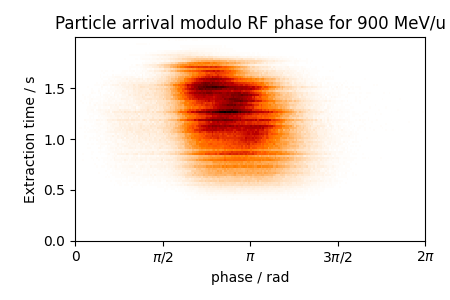 Particle arrival modulo RF phase for 900 MeV/u
Extraction time / s
1.5
1.0
0.5
0.0
0
π/2
π
3π/2
2π
phase / rad